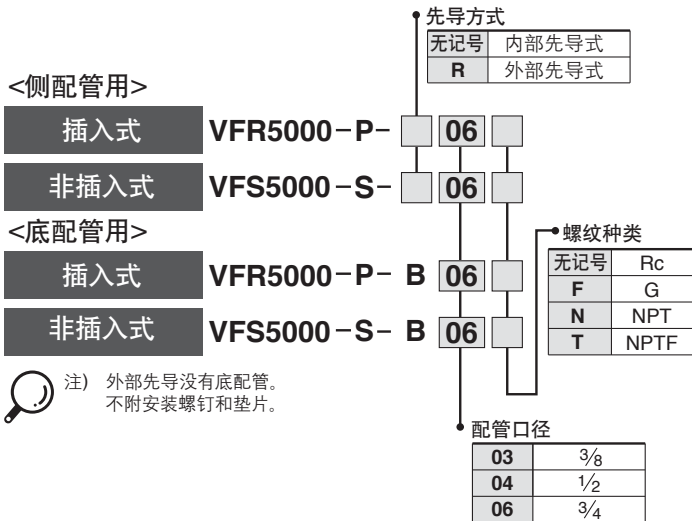 先导方式
无记号 内部先导式
R 外部先导式
<侧配管用>
插入式 VFR5000-P- 06
非插入式 VFS5000-S- 06
<底配管用>
插入式 VFR5000-P- B 06
非插入式 VFS5000-S- B 06
螺纹种类
无记号 Rc
F G
N NPT
T NPTF
注) 外部先导没有底配管。
不附安装螺钉和垫片。
配管口径
03 3/8
04 1/2
06 3/4